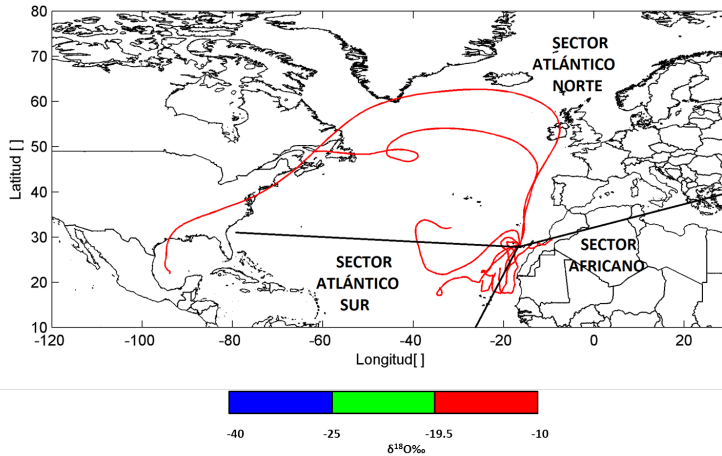 80
70
60
50
40
30
20
10
Latitud [ ]
SECTOR
ATLÁNTICO
NORTE
SECTOR
ATLÁNTICO
SUR
SECTOR
AFRICANO
-120 -100 -80 -60 -40 -20 0 20
Longitud[ ]
-40 -25 -19.5 -10
δ¹⁸O‰